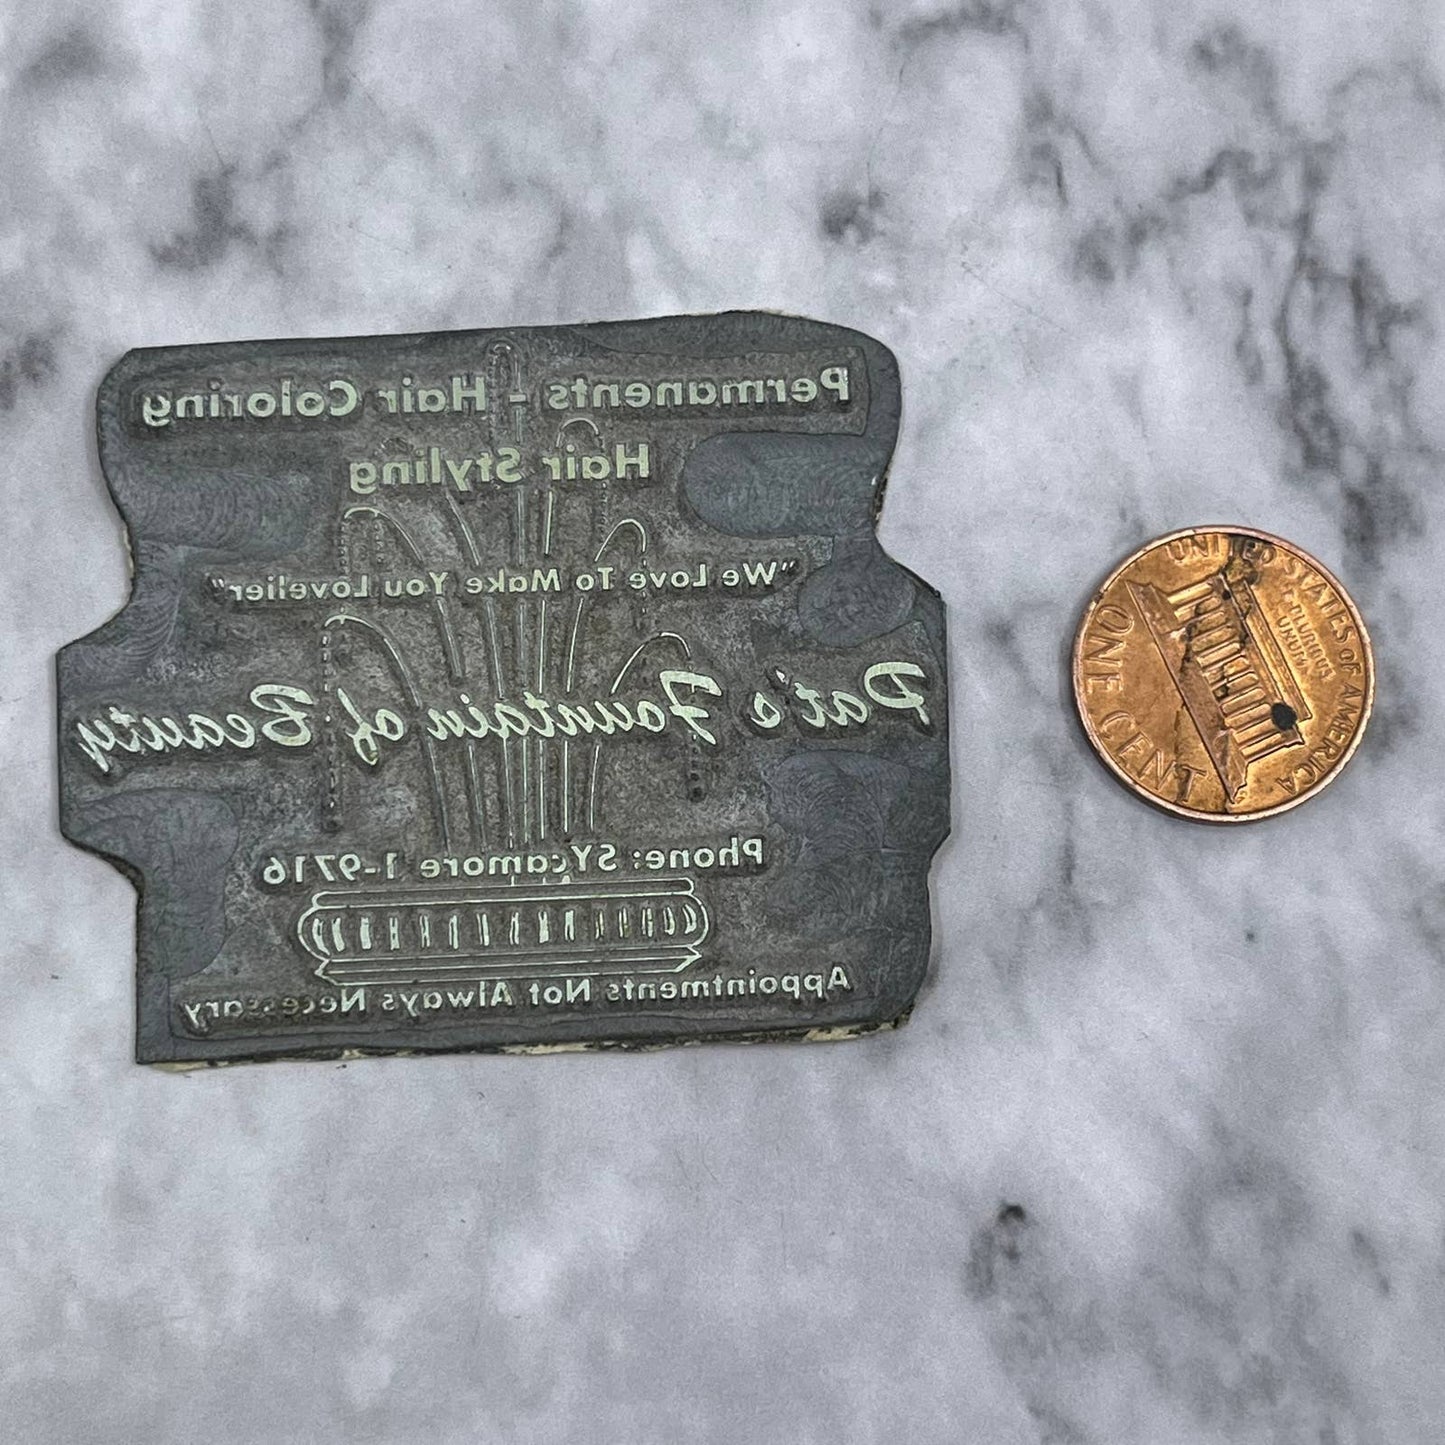 Permanents - Hair Coloring
Hair Styling
"We Love To Make You Lovelier"
Pat's Fountain of Beauty
Phone: SYcamore 1-9716
Appointments Not Always Necessary
UNITED STATES OF AMERICA
E·PLURIBUS
UNUM
ONE CENT